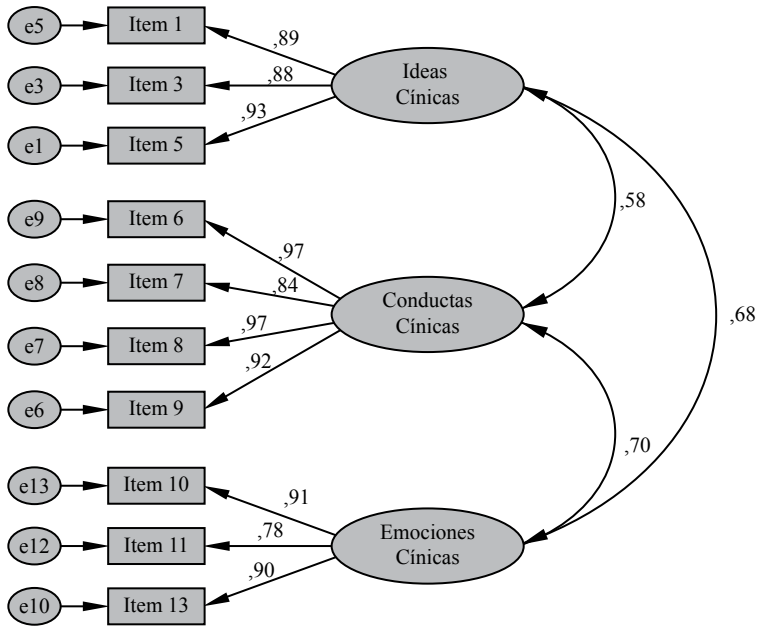 e5 Item 1 ,89
e3 Item 3 ,88
e1 Item 5 ,93
Ideas
Cínicas
e9 Item 6 ,97
e8 Item 7 ,84
e7 Item 8 ,97
e6 Item 9 ,92
Conductas
Cínicas
e13 Item 10 ,91
e12 Item 11 ,78
e10 Item 13 ,90
Emociones
Cínicas
,58
,68
,70